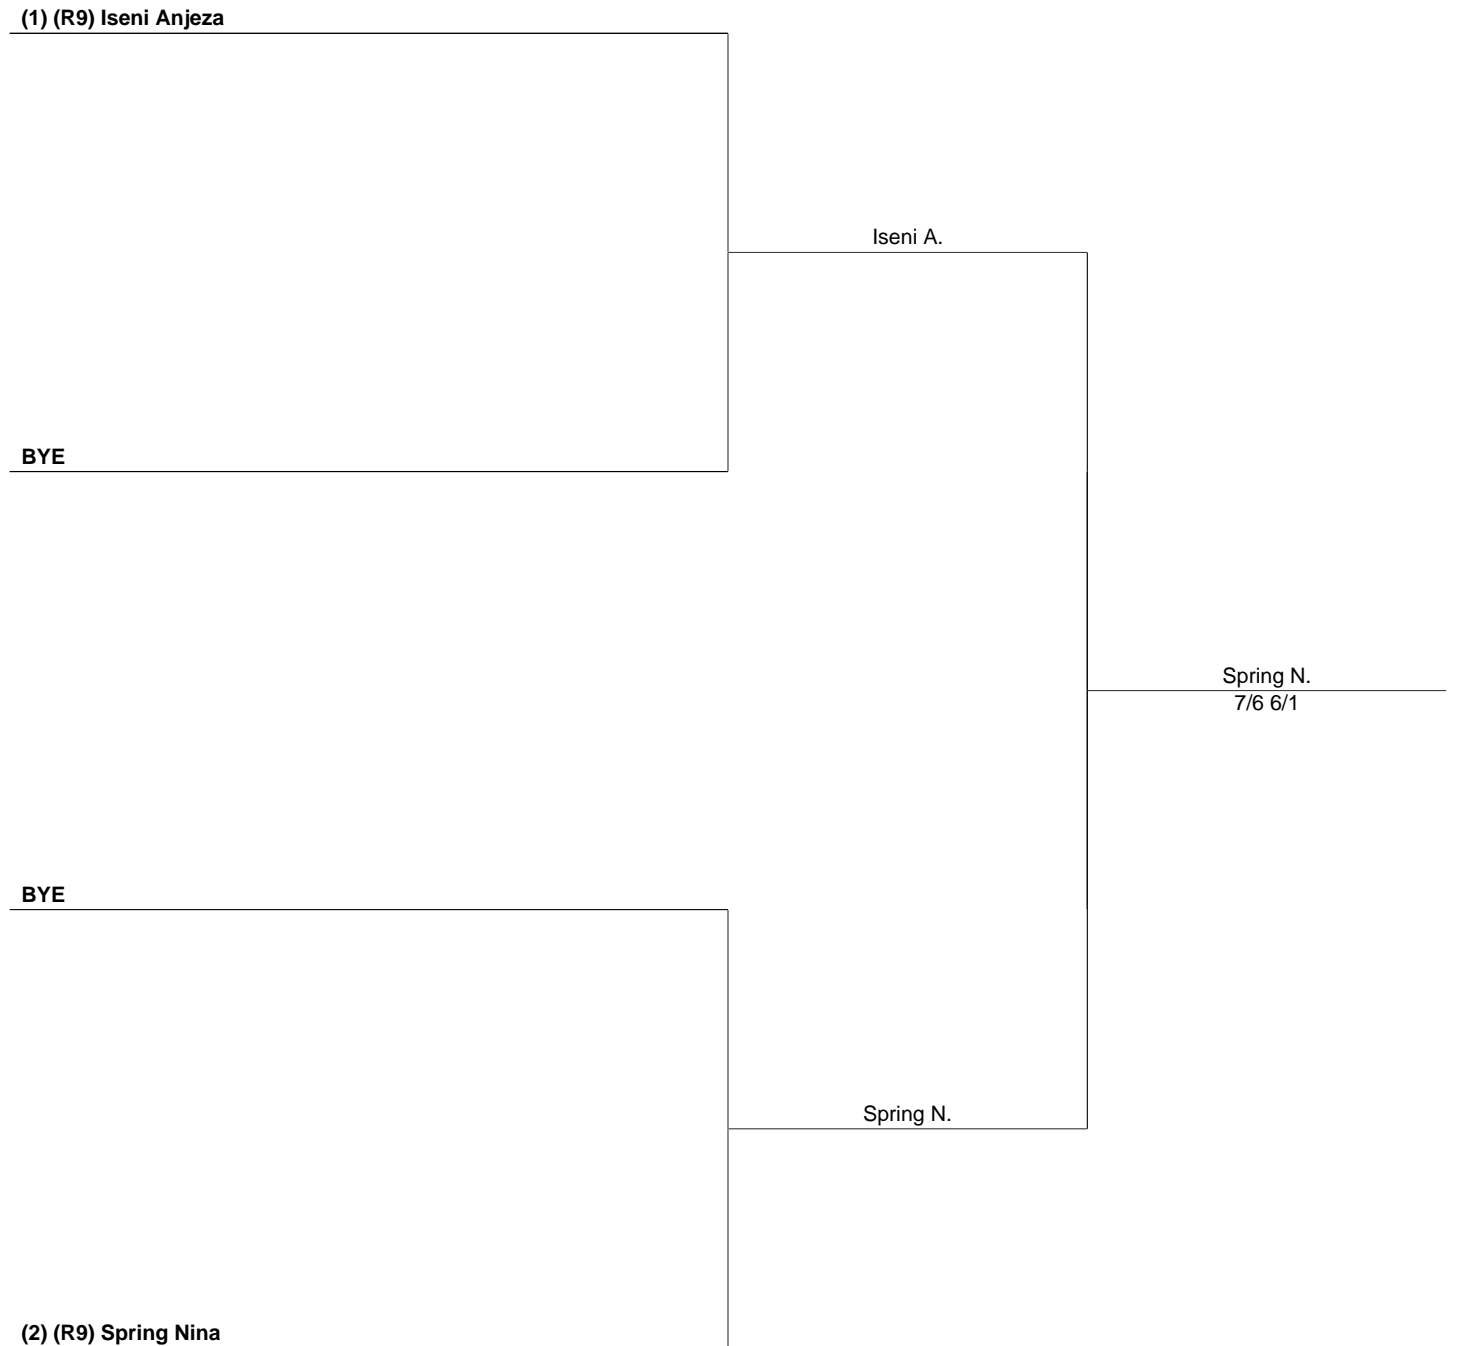 (1) (R9) Iseni Anjeza
Iseni A.
BYE
Spring N.
7/6 6/1
BYE
Spring N.
(2) (R9) Spring Nina